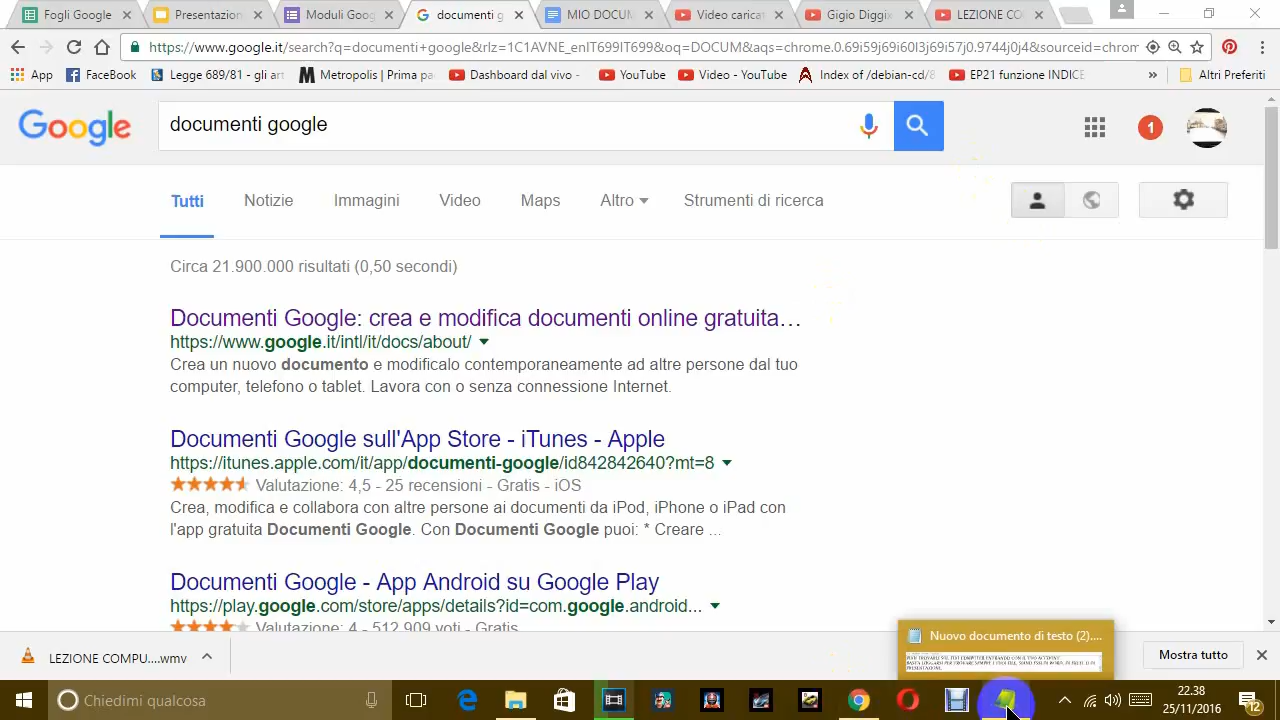 Fogli Google
Presentazion
Moduli Goog
documenti g
MIO DOCUM
Video caricat
Gigio Biggio
LEZIONE CO
https://www.google.it/search?q=documenti+google&rlz=1C1AVNE_enIT699IT699&oq=DOCUM&aqs=chrome.0.69i59j69i60l3j69i57j0.9744j0j4&sourceid=chrom
App
FaceBook
Legge 689/81 - gli art
Metropolis | Prima pa
Dashboard dal vivo -
YouTube
Video - YouTube
Index of /debian-cd/8
EP21 funzione INDICE
»
Altri Preferiti
Google
documenti google
1
Tutti
Notizie
Immagini
Video
Maps
Altro
Strumenti di ricerca
Circa 21.900.000 risultati (0,50 secondi)
Documenti Google: crea e modifica documenti online gratuita…
https://www.google.it/intl/it/docs/about/
Crea un nuovo documento e modificalo contemporaneamente ad altre persone dal tuo
computer, telefono o tablet. Lavora con o senza connessione Internet.
Documenti Google sull'App Store - iTunes - Apple
https://itunes.apple.com/it/app/documenti-google/id842842640?mt=8
Valutazione: 4,5 - 25 recensioni - Gratis - iOS
Crea, modifica e collabora con altre persone ai documenti da iPod, iPhone o iPad con
l'app gratuita Documenti Google. Con Documenti Google puoi: * Creare ...
Documenti Google - App Android su Google Play
https://play.google.com/store/apps/details?id=com.google.android...
Valutazione: 4 - 512.909 voti - Gratis
Nuovo documento di testo (2)....
LEZIONE COMPU....wmv
Mostra tutto
Chiedimi qualcosa
22.38
25/11/2016
12